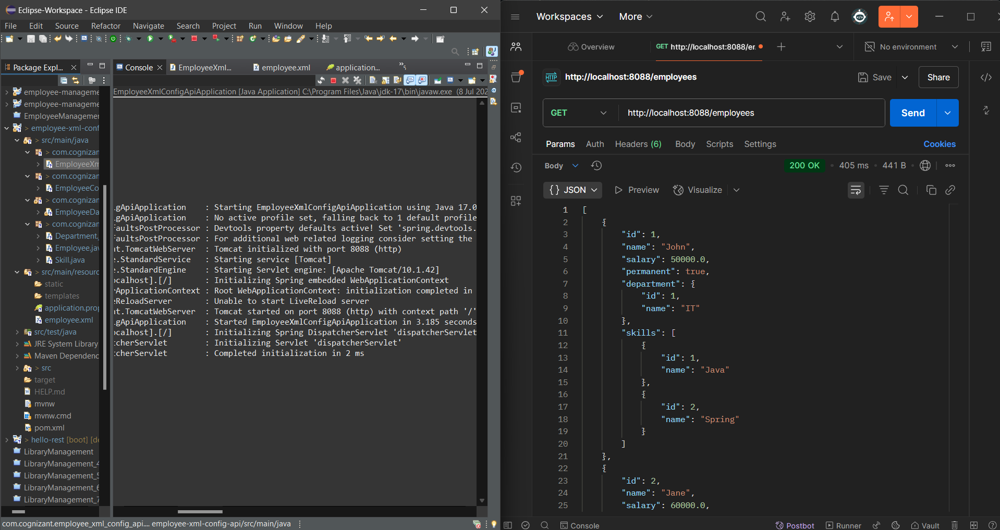 Eclipse-Workspace - Eclipse IDE
File Edit Source Refactor Navigate Search Project Run Window Help
Package Expl...
employee-manageme
employee-manageme
EmployeeManagemer
> employee-xml-conf
> src/main/java
> com.cognizan
EmployeeXm
> com.cognizan
EmployeeCo
> com.cognizan
EmployeeDa
> com.cognizan
Department.
Employee.jav
Skill.java
> src/main/resourc
static
templates
application.prop
employee.xml
src/test/java
JRE System Library
Maven Dependenc
> src
target
HELP.md
mvnw
mvnw.cmd
pom.xml
> hello-rest [boot] [de
LibraryManagement
LibraryManagement_4
LibraryManagement_5
LibraryManagement_6
LibraryManagement_7
Console EmployeeXml... employee.xml application... »5
EmployeeXmlConfigApiApplication [Java Application] C:\Program Files\Java\jdk-17\bin\javaw.exe (8 Jul 202
.gApiApplication : Starting EmployeeXmlConfigApiApplication using Java 17.0
.gApiApplication : No active profile set, falling back to 1 default profile
faultsPostProcessor : Devtools property defaults active! Set 'spring.devtools.
faultsPostProcessor : For additional web related logging consider setting the
at.TomcatWebServer : Tomcat initialized with port 8088 (http)
e.StandardService : Starting service [Tomcat]
e.StandardEngine : Starting Servlet engine: [Apache Tomcat/10.1.42]
ocalhost].[/] : Initializing Spring embedded WebApplicationContext
rApplicationContext : Root WebApplicationContext: initialization completed in
eReloadServer : Unable to start LiveReload server
at.TomcatWebServer : Tomcat started on port 8088 (http) with context path '/'
.gApiApplication : Started EmployeeXmlConfigApiApplication in 3.185 seconds
ocalhost].[/] : Initializing Spring DispatcherServlet 'dispatcherServlet
tcherServlet : Initializing Servlet 'dispatcherServlet'
tcherServlet : Completed initialization in 2 ms
com.cognizant.employee_xml_config_api.... employee-xml-config-api/src/main/java
Workspaces More
Overview GET http://localhost:8088/er No environment
HTTP http://localhost:8088/employees Save Share
GET http://localhost:8088/employees Send
Params Auth Headers (6) Body Scripts Settings Cookies
Body 200 OK 405 ms 441 B
{} JSON Preview Visualize
1 [
2 {
3 "id": 1,
4 "name": "John",
5 "salary": 50000.0,
6 "permanent": true,
7 "department": {
8 "id": 1,
9 "name": "IT"
10 },
11 "skills": [
12 {
13 "id": 1,
14 "name": "Java"
15 },
16 {
17 "id": 2,
18 "name": "Spring"
19 }
20 ]
21 },
22 {
23 "id": 2,
24 "name": "Jane",
25 "salary": 60000.0,
Console Postbot Runner Vault